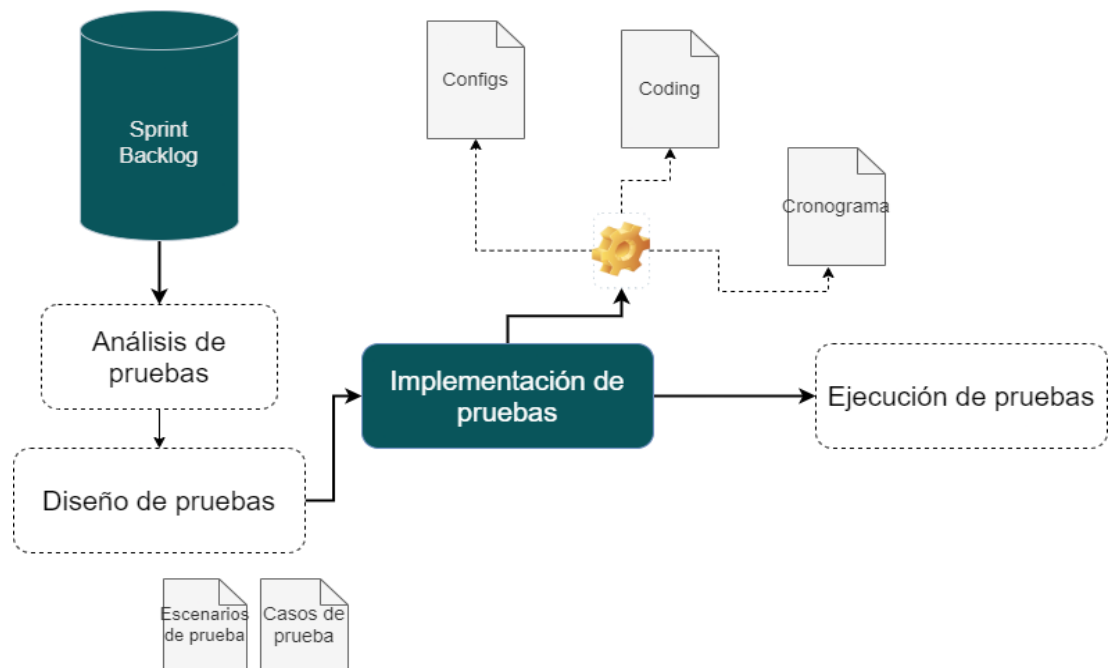 Sprint
Backlog
Configs
Coding
Cronograma
Análisis de
pruebas
Implementación de
pruebas
Ejecución de pruebas
Diseño de pruebas
Escenarios
de prueba
Casos de
prueba